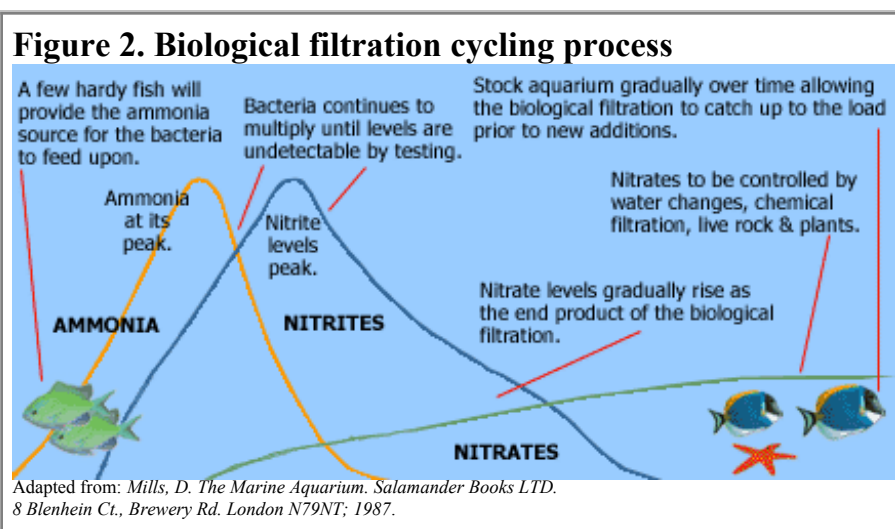 Figure 2. Biological filtration cycling process
A few hardy fish will
provide the ammonia
source for the bacteria
to feed upon.
Bacteria continues to
multiply until levels are
undetectable by testing.
Stock aquarium gradually over time allowing
the biological filtration to catch up to the load
prior to new additions.
Ammonia
at its
peak.
Nitrite
levels
peak.
Nitrates to be controlled by
water changes, chemical
filtration, live rock & plants.
Nitrate levels gradually rise as
the end product of the biological
filtration.
AMMONIA
NITRITES
NITRATES
Adapted from: Mills, D. The Marine Aquarium. Salamander Books LTD.
8 Blenhein Ct., Brewery Rd. London N79NT; 1987.